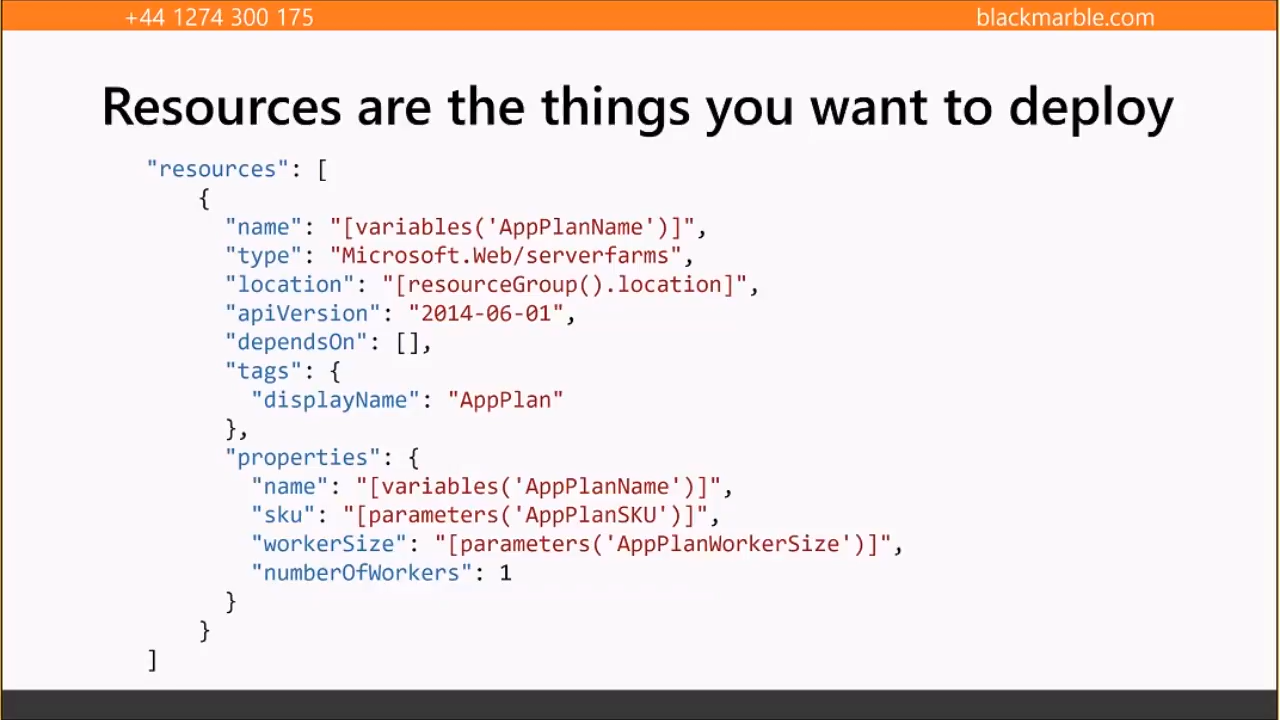 +44 1274 300 175
blackmarble.com
Resources are the things you want to deploy
"resources": [
    {
      "name": "[variables('AppPlanName')]",
      "type": "Microsoft.Web/serverfarms",
      "location": "[resourceGroup().location]",
      "apiVersion": "2014-06-01",
      "dependsOn": [],
      "tags": {
        "displayName": "AppPlan"
      },
      "properties": {
        "name": "[variables('AppPlanName')]",
        "sku": "[parameters('AppPlanSKU')]",
        "workerSize": "[parameters('AppPlanWorkerSize')]",
        "numberOfWorkers": 1
      }
    }
]